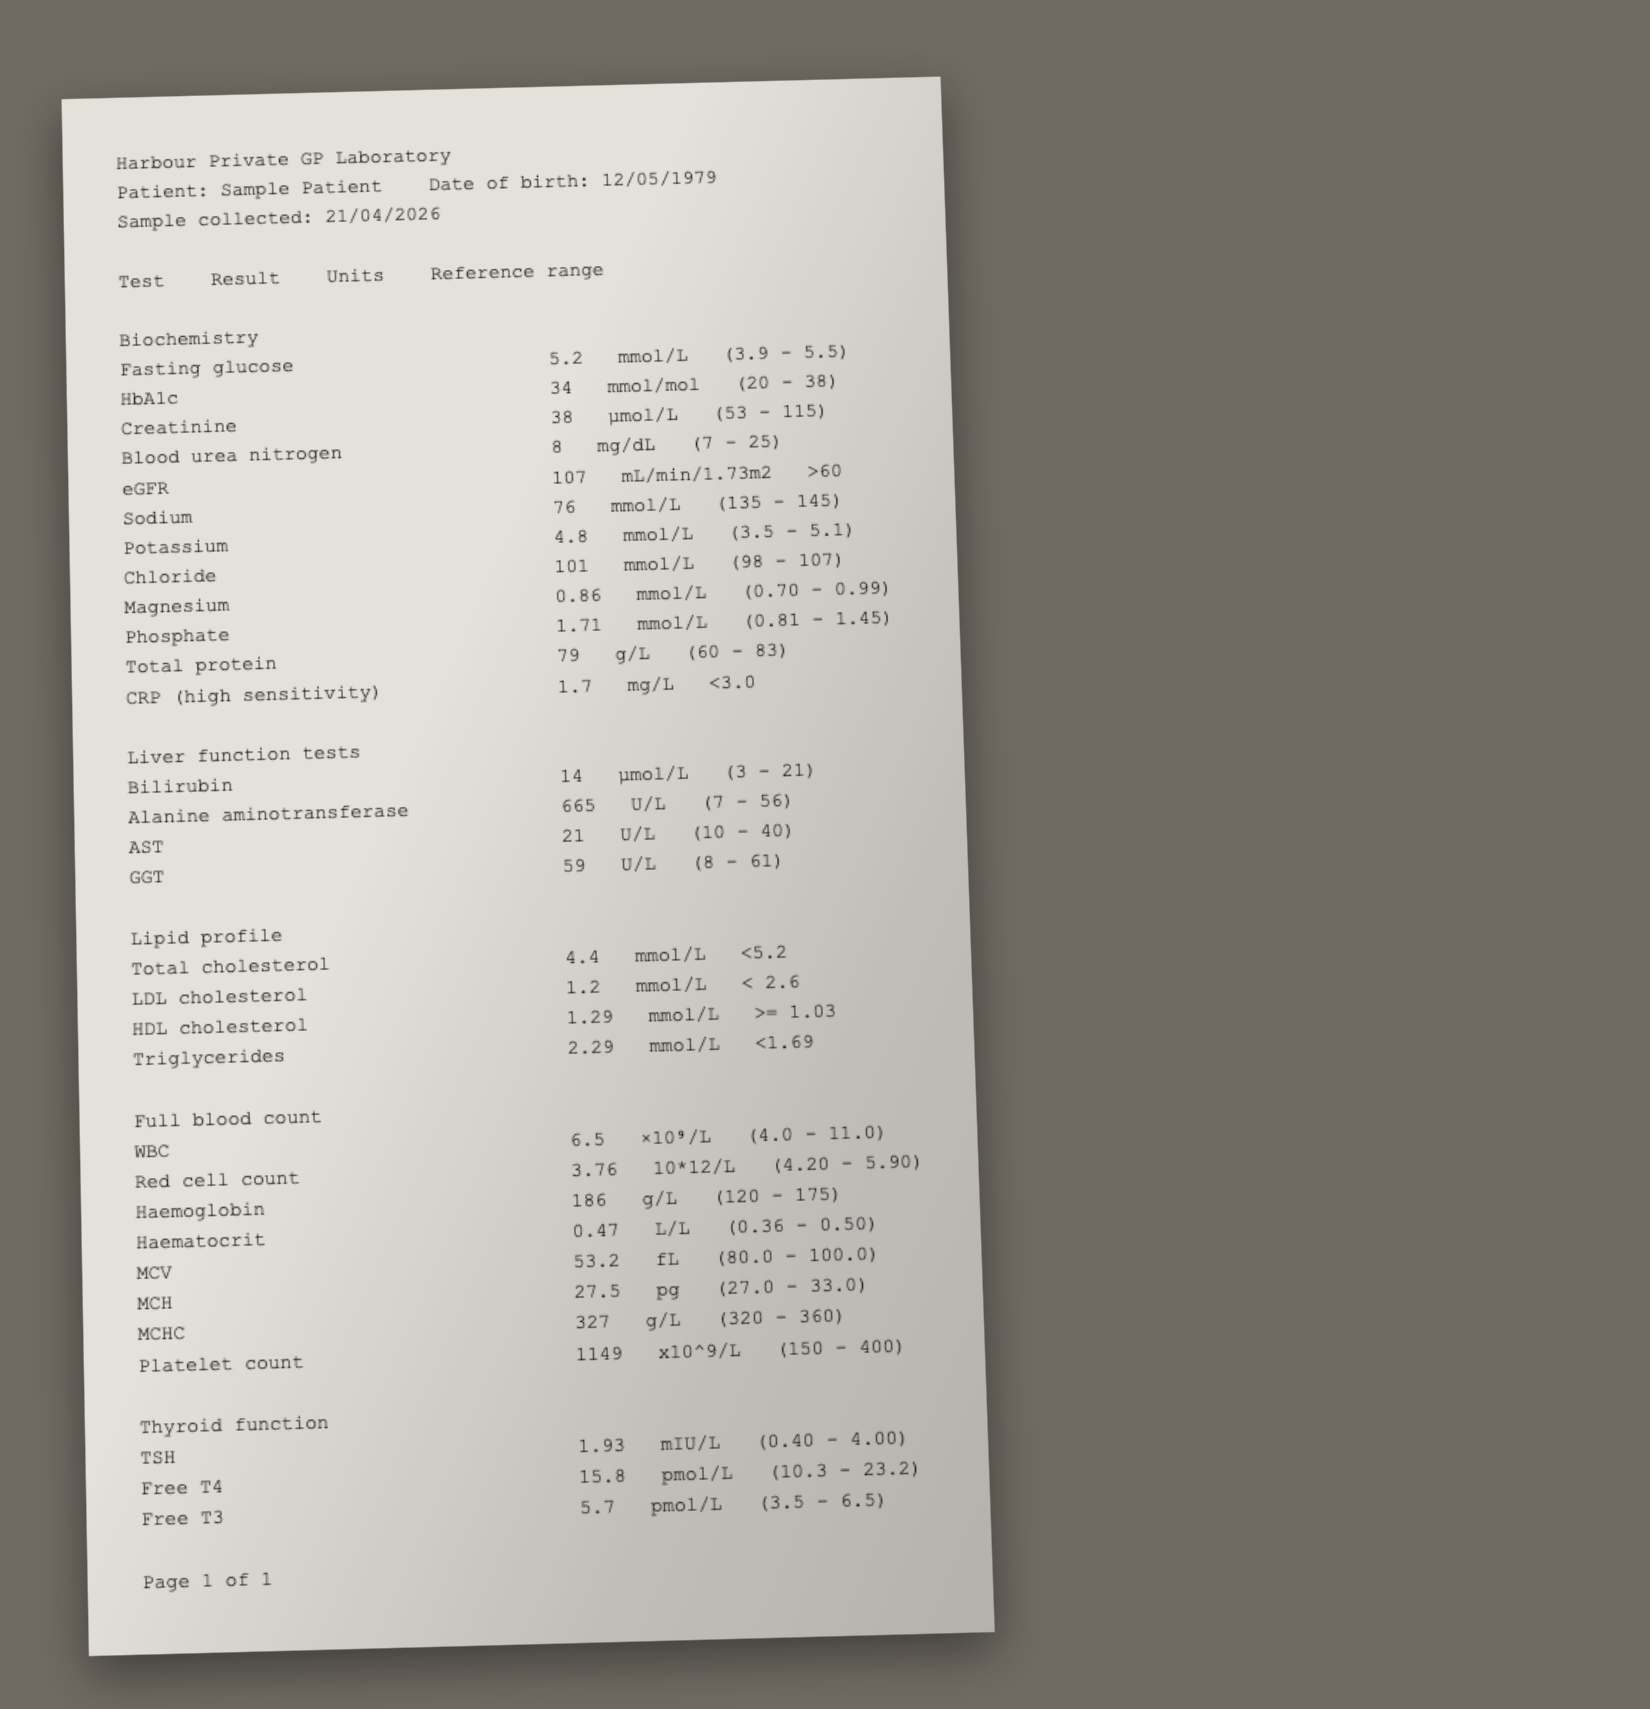 Harbour Private GP Laboratory
Patient: Sample Patient    Date of birth: 12/05/1979
Sample collected: 21/04/2026
Test    Result    Units    Reference range
Biochemistry
Fasting glucose    5.2    mmol/L    (3.9 - 5.5)
HbA1c    34    mmol/mol    (20 - 38)
Creatinine    38    µmol/L    (53 - 115)
Blood urea nitrogen    8    mg/dL    (7 - 25)
eGFR    107    mL/min/1.73m2    >60
Sodium    76    mmol/L    (135 - 145)
Potassium    4.8    mmol/L    (3.5 - 5.1)
Chloride    101    mmol/L    (98 - 107)
Magnesium    0.86    mmol/L    (0.70 - 0.99)
Phosphate    1.71    mmol/L    (0.81 - 1.45)
Total protein    79    g/L    (60 - 83)
CRP (high sensitivity)    1.7    mg/L    <3.0
Liver function tests
Bilirubin    14    µmol/L    (3 - 21)
Alanine aminotransferase    665    U/L    (7 - 56)
AST    21    U/L    (10 - 40)
GGT    59    U/L    (8 - 61)
Lipid profile
Total cholesterol    4.4    mmol/L    <5.2
LDL cholesterol    1.2    mmol/L    < 2.6
HDL cholesterol    1.29    mmol/L    >= 1.03
Triglycerides    2.29    mmol/L    <1.69
Full blood count
WBC    6.5    ×10⁹/L    (4.0 - 11.0)
Red cell count    3.76    10*12/L    (4.20 - 5.90)
Haemoglobin    186    g/L    (120 - 175)
Haematocrit    0.47    L/L    (0.36 - 0.50)
MCV    53.2    fL    (80.0 - 100.0)
MCH    27.5    pg    (27.0 - 33.0)
MCHC    327    g/L    (320 - 360)
Platelet count    1149    x10^9/L    (150 - 400)
Thyroid function
TSH    1.93    mIU/L    (0.40 - 4.00)
Free T4    15.8    pmol/L    (10.3 - 23.2)
Free T3    5.7    pmol/L    (3.5 - 6.5)
Page 1 of 1